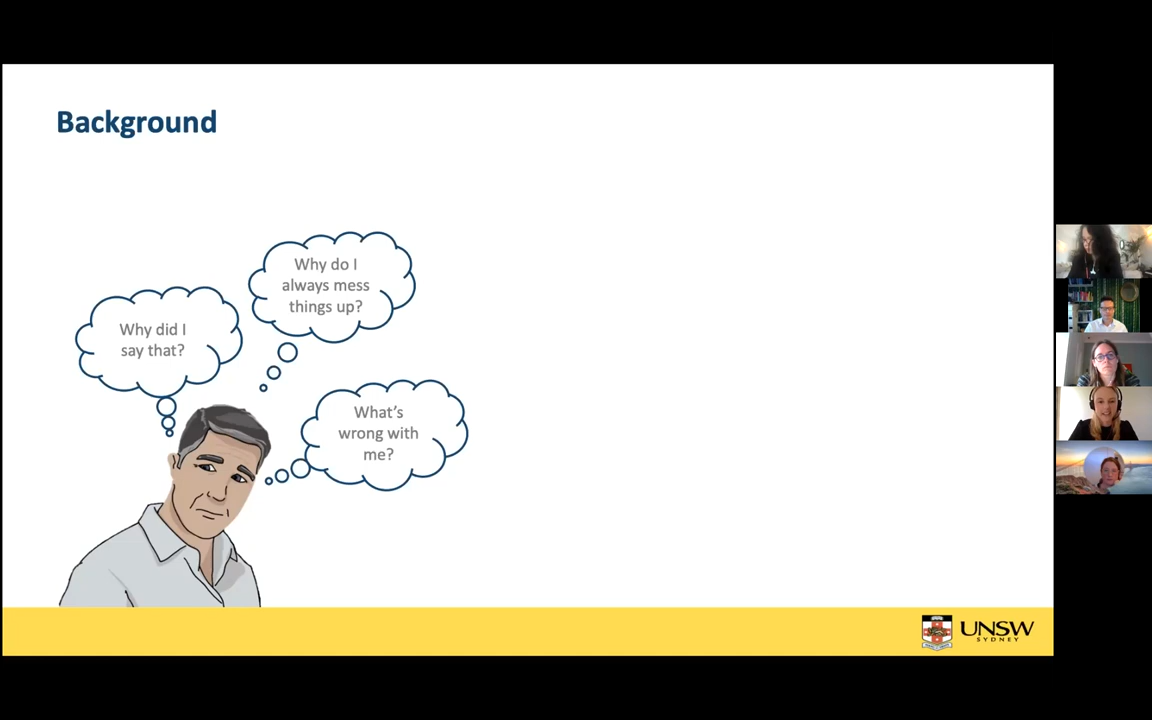 Background
Why do I
always mess
things up?
Why did I
say that?
What's
wrong with
me?
UNSW
SYDNEY